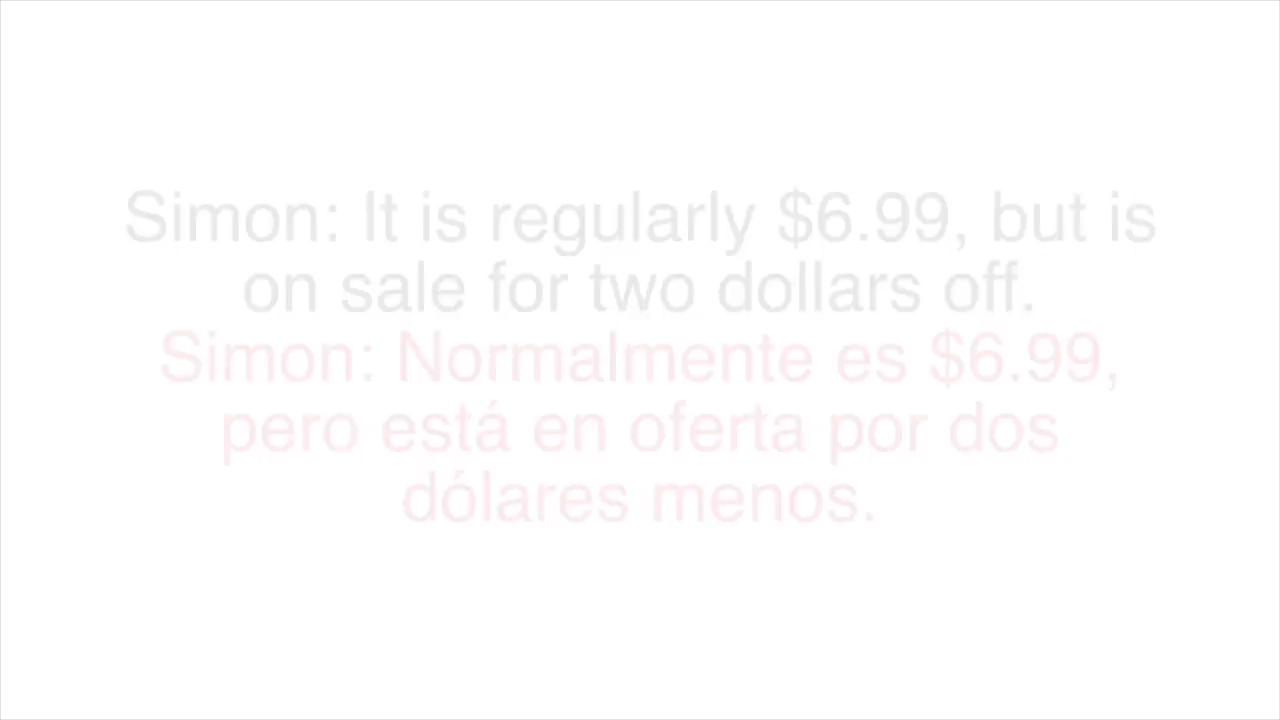 Simon: It is regularly $6.99, but is
on sale for two dollars off.
Simon: Normalmente es $6.99,
pero está en oferta por dos
dólares menos.